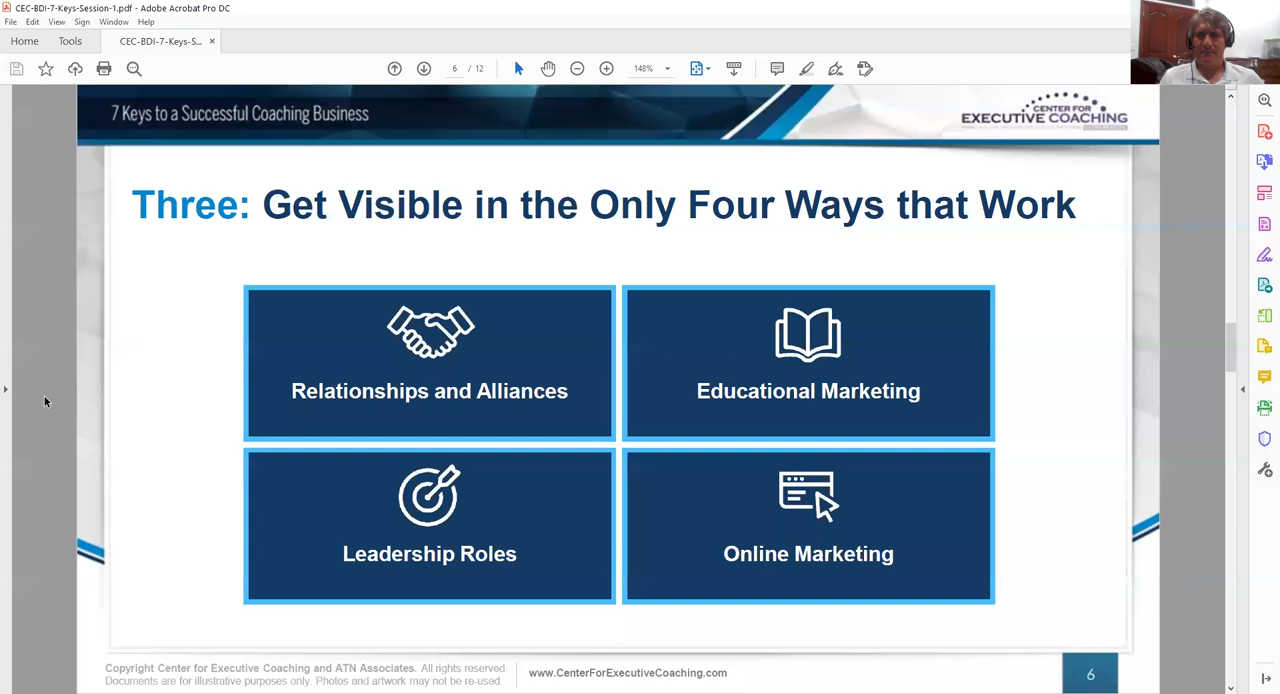 CEC-BDI-7-Keys-Session-1.pdf - Adobe Acrobat Pro DC
File Edit View Sign Window Help
Home Tools CEC-BDI-7-Keys-S... ×
6 / 12 148%
7 Keys to a Successful Coaching Business
CENTER FOR
EXECUTIVE COACHING
Three: Get Visible in the Only Four Ways that Work
Relationships and Alliances
Educational Marketing
Leadership Roles
Online Marketing
Copyright Center for Executive Coaching and ATN Associates. All rights reserved.
Documents are for illustrative purposes only. Photos and artwork may not be re-used.
www.CenterForExecutiveCoaching.com
6